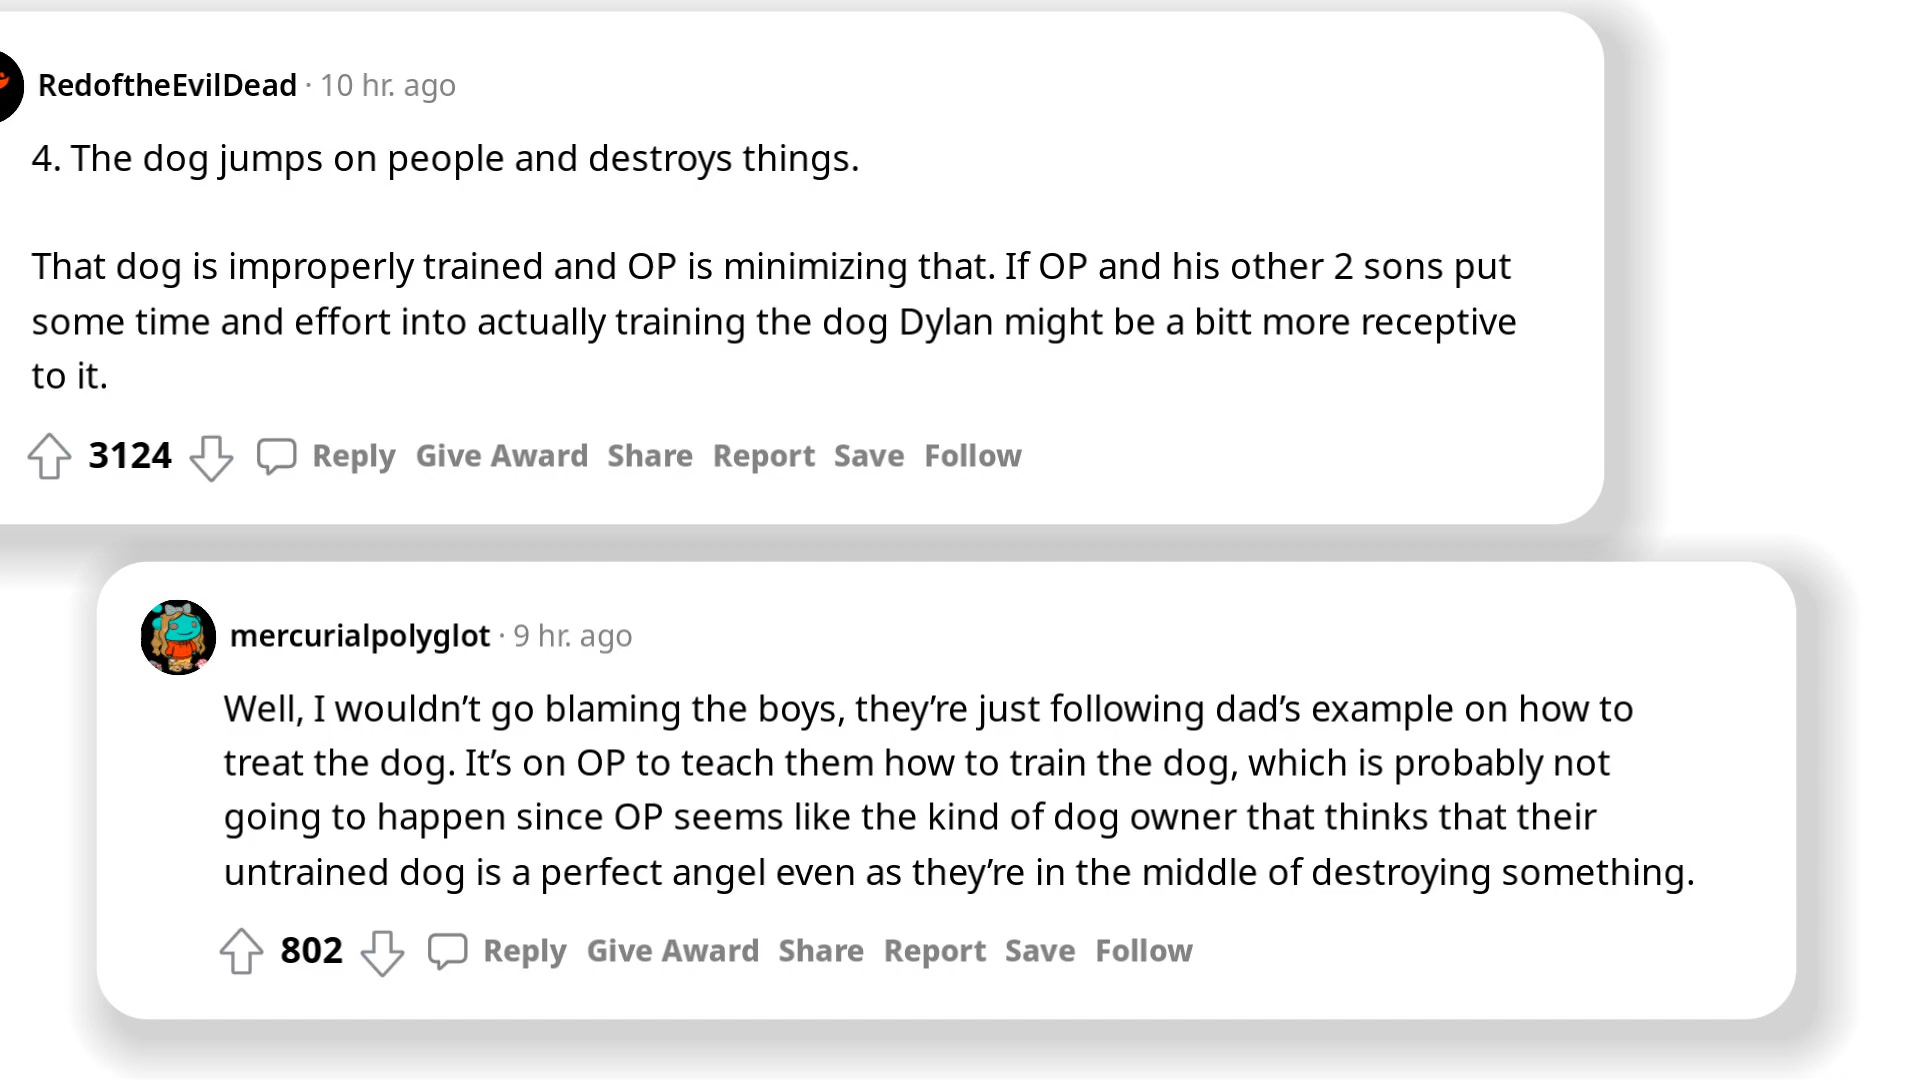 RedoftheEvilDead · 10 hr. ago
4. The dog jumps on people and destroys things.
That dog is improperly trained and OP is minimizing that. If OP and his other 2 sons put
some time and effort into actually training the dog Dylan might be a bitt more receptive
to it.
3124 Reply Give Award Share Report Save Follow
mercurialpolyglot · 9 hr. ago
Well, I wouldn’t go blaming the boys, they’re just following dad’s example on how to
treat the dog. It’s on OP to teach them how to train the dog, which is probably not
going to happen since OP seems like the kind of dog owner that thinks that their
untrained dog is a perfect angel even as they’re in the middle of destroying something.
802 Reply Give Award Share Report Save Follow